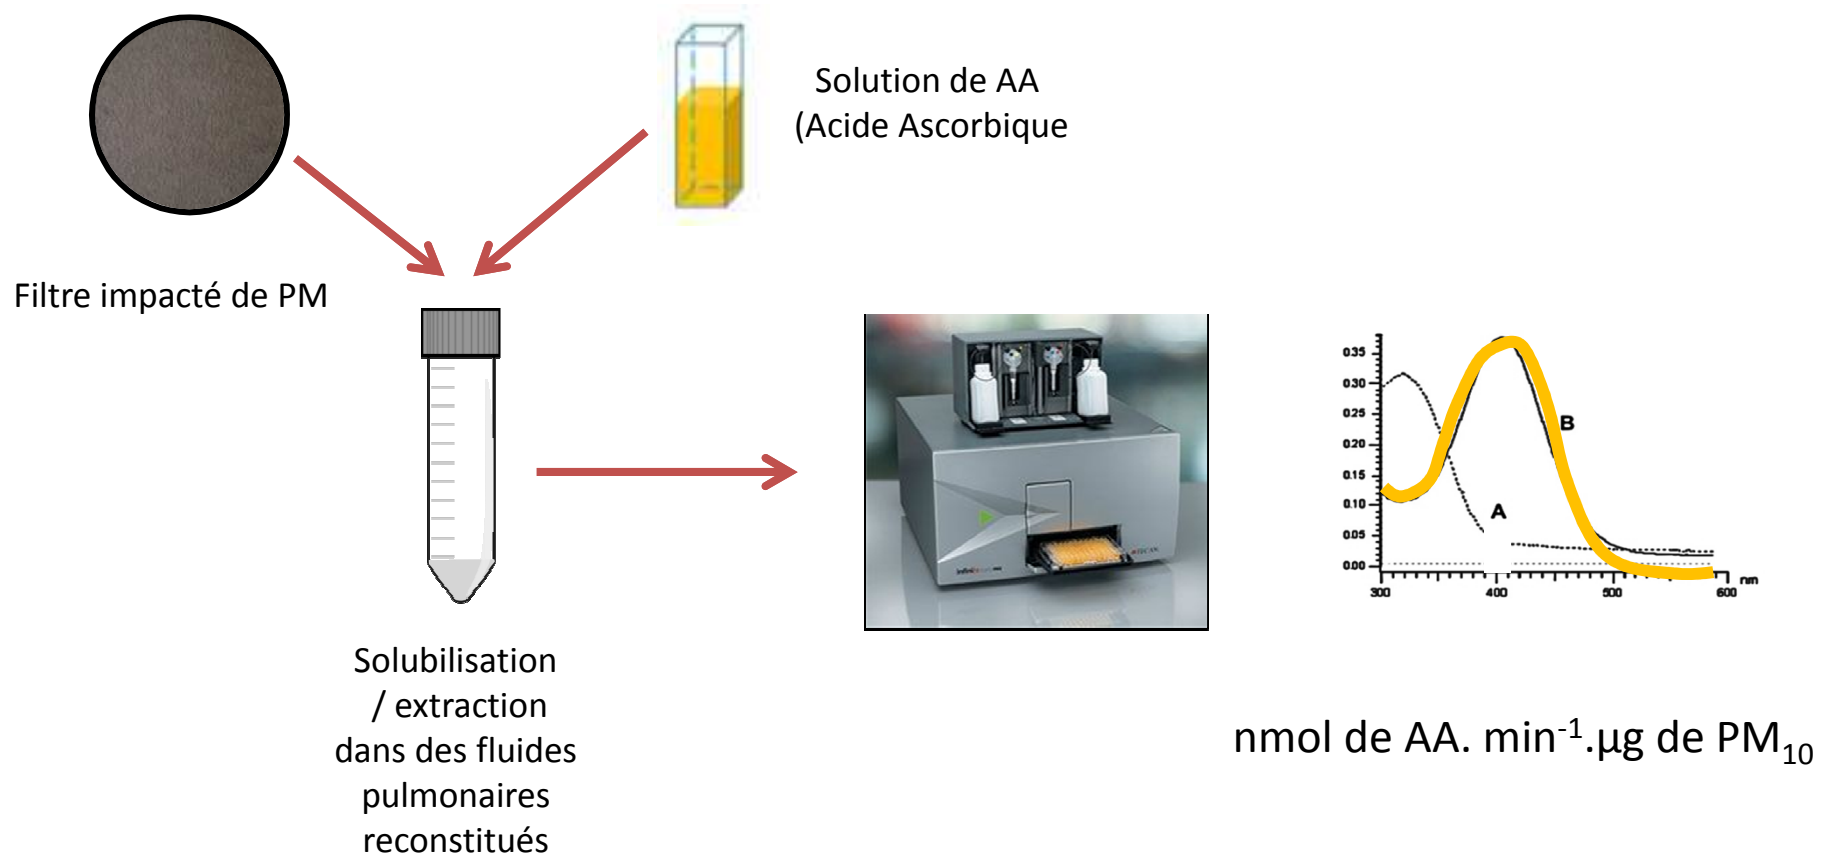 Solution de AA
(Acide Ascorbique
Filtre impacté de PM
Solubilisation
/ extraction
dans des fluides
pulmonaires
reconstitués
0.35
0.30
0.25
0.20
0.15
0.10
0.05
0.00
B
A
300
400
500
600
nm
nmol de AA. min⁻¹.µg de PM₁₀